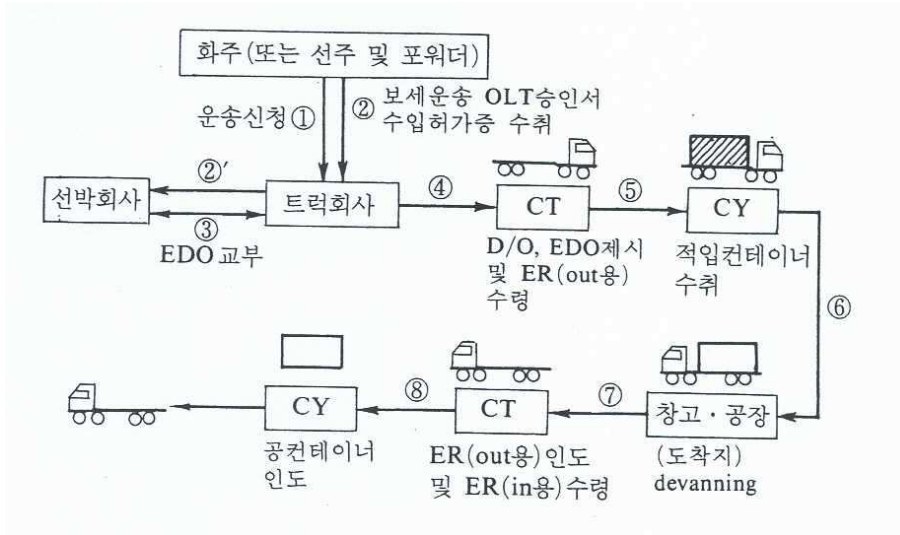 화주(또는 선주 및 포워더)
운송신청①
② 보세운송 OLT승인서
수입허가증 수취
선박회사
②′
③
EDO교부
트럭회사
④
CT
D/O, EDO제시
및 ER(out용)
수령
⑤
CY
적입컨테이너
수취
⑥
창고·공장
(도착지)
devanning
⑦
CT
ER(out용)인도
및 ER(in용)수령
⑧
CY
공컨테이너
인도